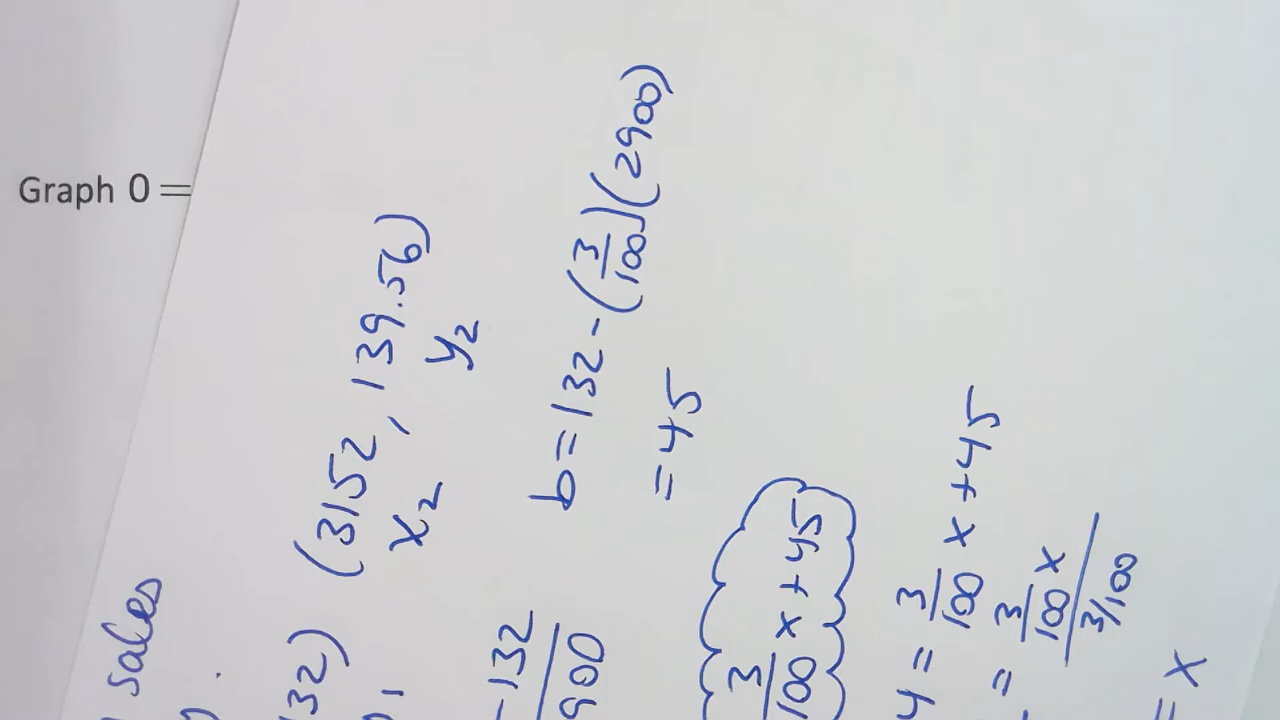 Graph 0 =
sales
(3152, 139.56)
x₂ y₂
32)
b = 132 - (3/100)(2900)
= 45
-132
900
3/100 x + 45
y = 3/100 x + 45
= 3/100 x
3/100
= x